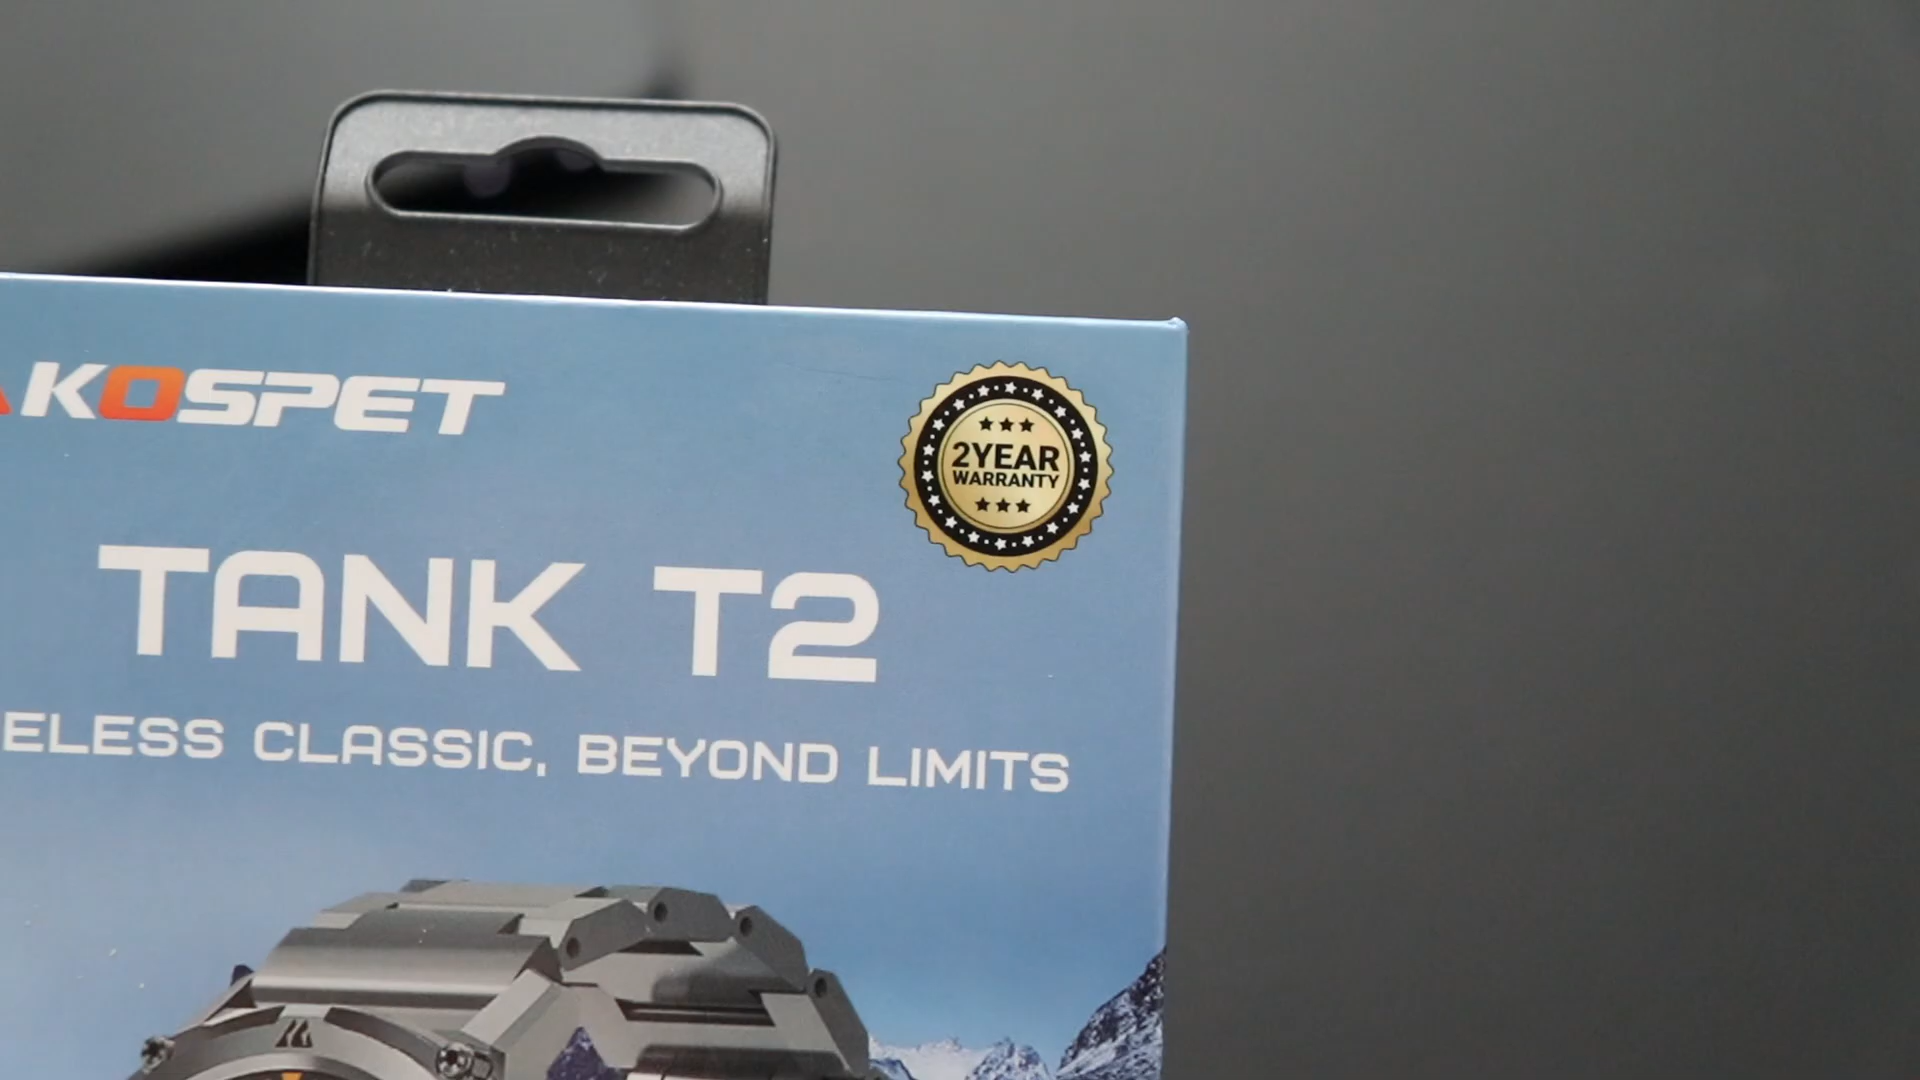 KOSPET
2YEAR
WARRANTY
TANK T2
ELESS CLASSIC, BEYOND LIMITS